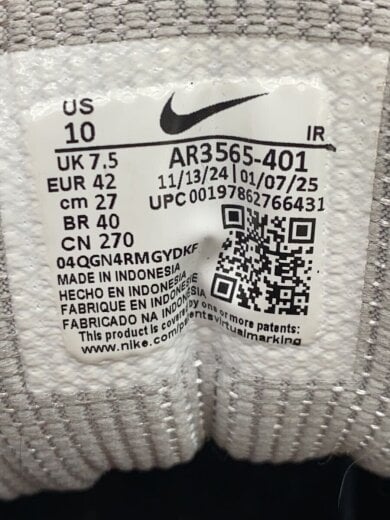 US
10
IR
UK 7.5
AR3565-401
EUR 42
11/13/24 | 01/07/25
cm 27
UPC 00197862766431
BR 40
CN 270
04QGN4RMGYDKF
MADE IN INDONESIA
HECHO EN INDONESIA
FABRIQUE EN INDONESIA
FABRICADO NA INDONESIA
This product is covered by one or more patents:
www.nike.com/patentsvirtualmarking